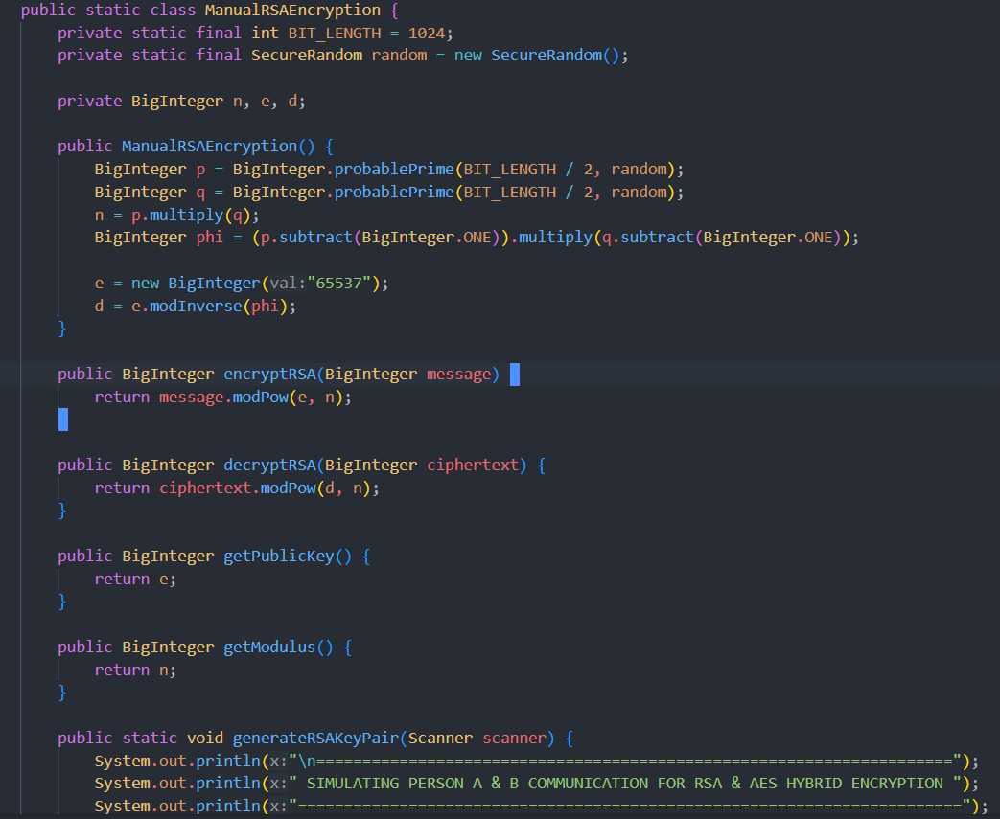 public static class ManualRSAEncryption {
private static final int BIT_LENGTH = 1024;
private static final SecureRandom random = new SecureRandom();
private BigInteger n, e, d;
public ManualRSAEncryption() {
BigInteger p = BigInteger.probablePrime(BIT_LENGTH / 2, random);
BigInteger q = BigInteger.probablePrime(BIT_LENGTH / 2, random);
n = p.multiply(q);
BigInteger phi = (p.subtract(BigInteger.ONE)).multiply(q.subtract(BigInteger.ONE));
e = new BigInteger(val:"65537");
d = e.modInverse(phi);
}
public BigInteger encryptRSA(BigInteger message) {
return message.modPow(e, n);
}
public BigInteger decryptRSA(BigInteger ciphertext) {
return ciphertext.modPow(d, n);
}
public BigInteger getPublicKey() {
return e;
}
public BigInteger getModulus() {
return n;
}
public static void generateRSAKeyPair(Scanner scanner) {
System.out.println(x:"\n=====================================================================");
System.out.println(x:" SIMULATING PERSON A & B COMMUNICATION FOR RSA & AES HYBRID ENCRYPTION ");
System.out.println(x:"========================================================================");